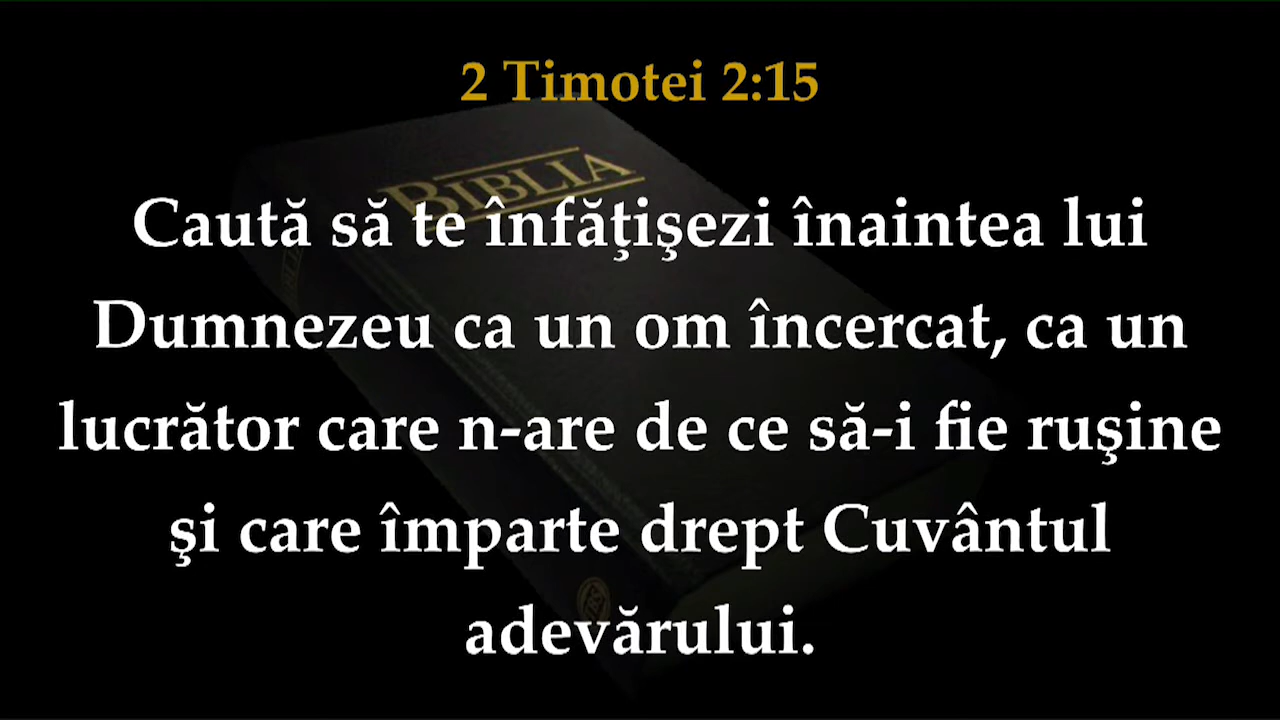 2 Timotei 2:15
BIBLIA
Caută să te înfăţişezi înaintea lui
Dumnezeu ca un om încercat, ca un
lucrător care n-are de ce să-i fie ruşine
şi care împarte drept Cuvântul
adevărului.